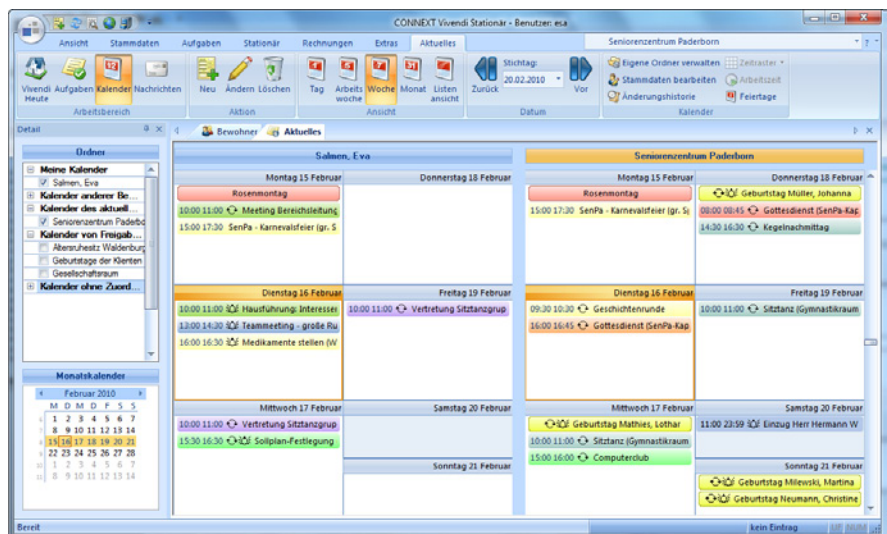 CONNEXT Vivendi Stationär - Benutzer: esa
Ansicht Stammdaten Aufgaben Stationär Rechnungen Extras Aktuelles Seniorenzentrum Paderborn
Vivendi Heute
Aufgaben
Kalender
Nachrichten
Arbeitsbereich
Neu
Ändern
Löschen
Aktion
Tag
Arbeits woche
Woche
Monat
Listen ansicht
Ansicht
Zurück
Stichtag:
20.02.2010
Vor
Datum
Eigene Ordner verwalten
Stammdaten bearbeiten
Änderungshistorie
Zeitraster
Arbeitszeit
Feiertage
Kalender
Detail
Bewohner Aktuelles
Ordner
Meine Kalender
Salmen, Eva
Kalender anderer Be...
Kalender des aktuell...
Seniorenzentrum Paderbo
Kalender von Freigab...
Altersruhesitz Waldenburg
Geburtstage der Klienten
Gesellschaftsraum
Kalender ohne Zuord...
Monatskalender
Februar 2010
M D M D F S S
1 2 3 4 5 6 7
8 9 10 11 12 13 14
15 16 17 18 19 20 21
22 23 24 25 26 27 28
1 2 3 4 5 6 7
8 9 10 11 12 13 14
Salmen, Eva
Montag 15 Februar
Rosenmontag
10:00 11:00 Meeting Bereichsleitung
15:00 17:30 SenPa - Karnevalsfeier (gr. S
Donnerstag 18 Februar
Dienstag 16 Februar
10:00 11:00 Hausführung: Interesser
13:00 14:30 Teammeeting - große Ru
16:00 16:30 Medikamente stellen (W
Freitag 19 Februar
10:00 11:00 Vertretung Sitztanzgrup
Mittwoch 17 Februar
10:00 11:00 Vertretung Sitztanzgrup
15:30 16:30 Sollplan-Festlegung
Samstag 20 Februar
Sonntag 21 Februar
Seniorenzentrum Paderborn
Montag 15 Februar
Rosenmontag
15:00 17:30 SenPa - Karnevalsfeier (gr. S
Donnerstag 18 Februar
Geburtstag Müller, Johanna
08:00 08:45 Gottesdienst (SenPa-Kap
14:30 16:30 Kegelnachmittag
Dienstag 16 Februar
09:30 10:30 Geschichtenrunde
16:00 16:45 Gottesdienst (SenPa-Kap
Freitag 19 Februar
10:00 11:00 Sitztanz (Gymnastikraum
Mittwoch 17 Februar
Geburtstag Mathies, Lothar
10:00 11:00 Sitztanz (Gymnastikraum
15:00 16:00 Computerclub
Samstag 20 Februar
11:00 23:59 Einzug Herr Hermann W
Sonntag 21 Februar
Geburtstag Milewski, Martina
Geburtstag Neumann, Christine
Bereit
kein Eintrag